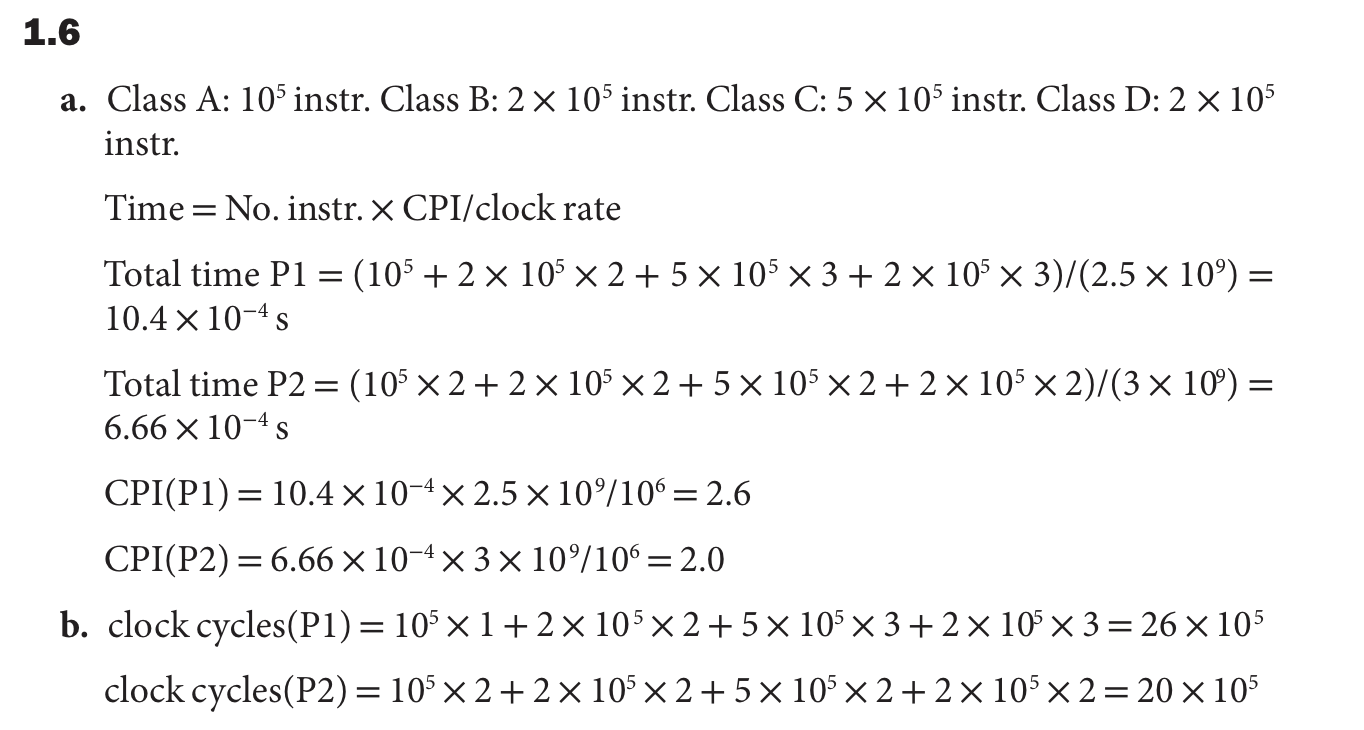 1.6
a. Class A: 10⁵ instr. Class B: 2 × 10⁵ instr. Class C: 5 × 10⁵ instr. Class D: 2 × 10⁵
instr.
Time = No. instr. × CPI/clock rate
Total time P1 = (10⁵ + 2 × 10⁵ × 2 + 5 × 10⁵ × 3 + 2 × 10⁵ × 3)/(2.5 × 10⁹) =
10.4 × 10⁻⁴ s
Total time P2 = (10⁵ × 2 + 2 × 10⁵ × 2 + 5 × 10⁵ × 2 + 2 × 10⁵ × 2)/(3 × 10⁹) =
6.66 × 10⁻⁴ s
CPI(P1) = 10.4 × 10⁻⁴ × 2.5 × 10⁹/10⁶ = 2.6
CPI(P2) = 6.66 × 10⁻⁴ × 3 × 10⁹/10⁶ = 2.0
b. clock cycles(P1) = 10⁵ × 1 + 2 × 10⁵ × 2 + 5 × 10⁵ × 3 + 2 × 10⁵ × 3 = 26 × 10⁵
clock cycles(P2) = 10⁵ × 2 + 2 × 10⁵ × 2 + 5 × 10⁵ × 2 + 2 × 10⁵ × 2 = 20 × 10⁵